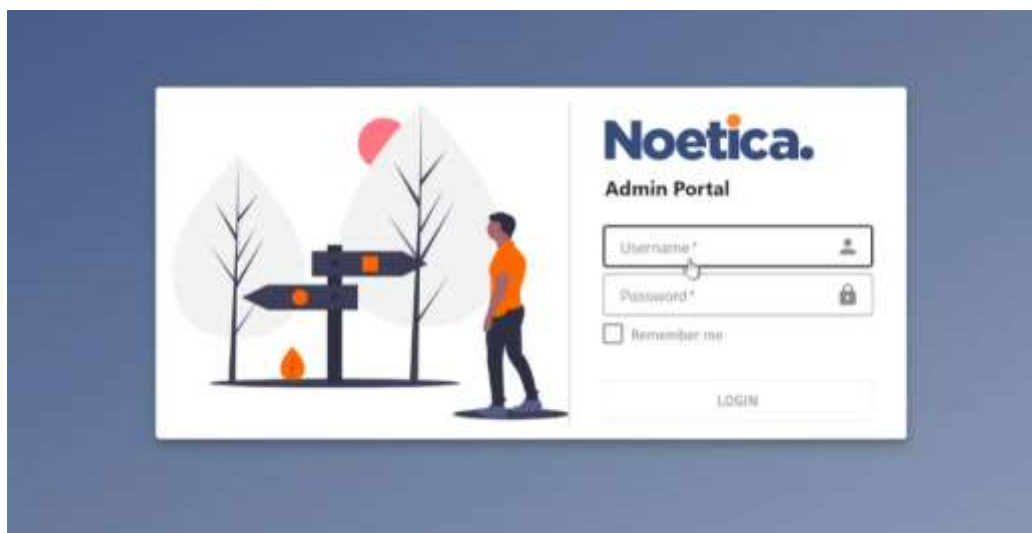 Noetica.
Admin Portal
Username*
Password*
Remember me
LOGIN